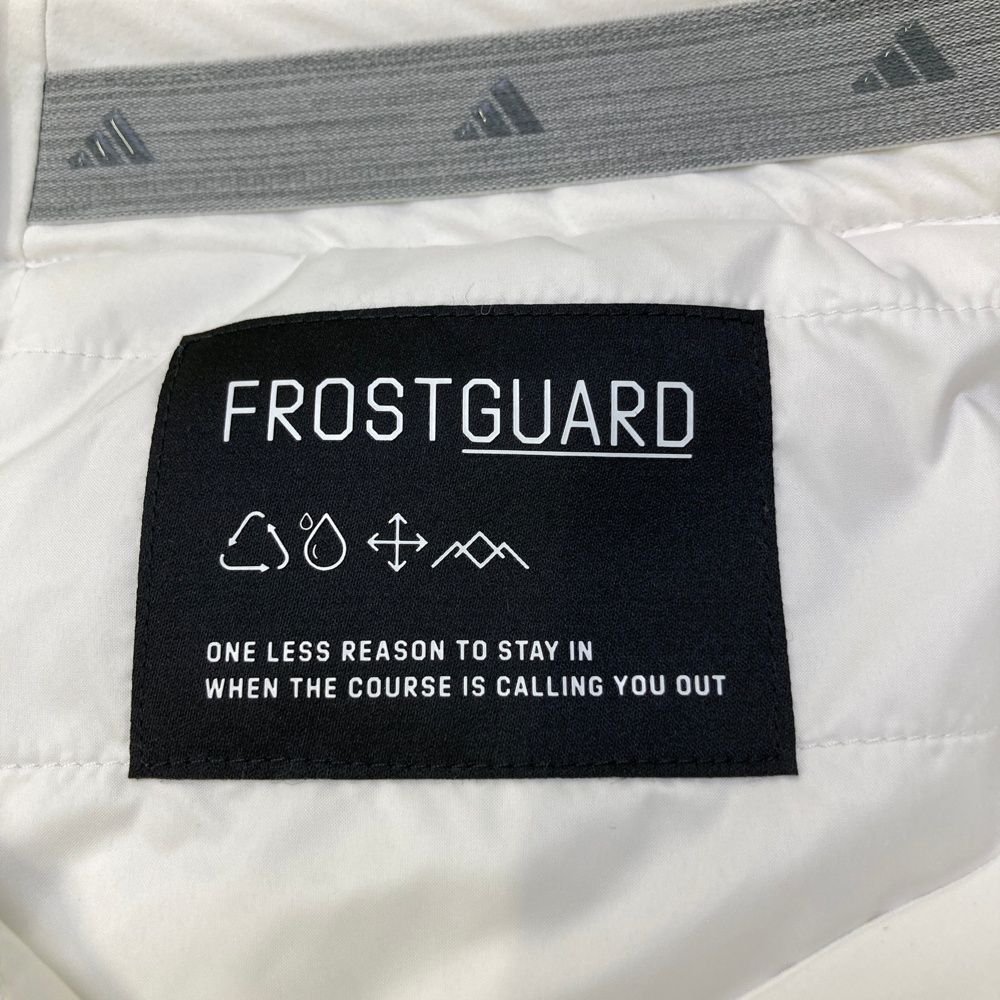 FROSTGUARD
ONE LESS REASON TO STAY IN
WHEN THE COURSE IS CALLING YOU OUT